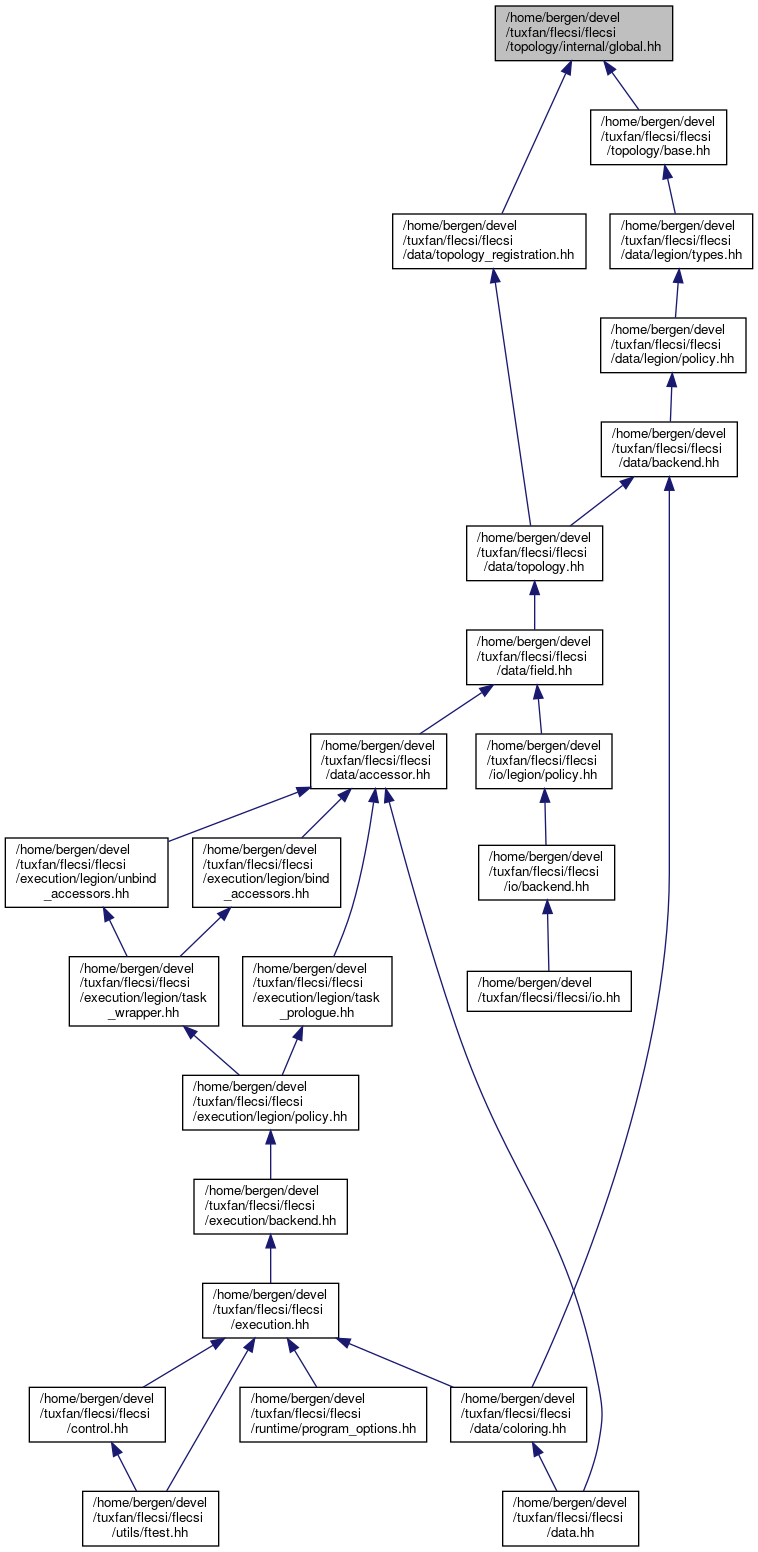 /home/bergen/devel
/tuxfan/flecsi/flecsi
/topology/internal/global.hh
/home/bergen/devel
/tuxfan/flecsi/flecsi
/topology/base.hh
/home/bergen/devel
/tuxfan/flecsi/flecsi
/data/topology_registration.hh
/home/bergen/devel
/tuxfan/flecsi/flecsi
/data/legion/types.hh
/home/bergen/devel
/tuxfan/flecsi/flecsi
/data/legion/policy.hh
/home/bergen/devel
/tuxfan/flecsi/flecsi
/data/backend.hh
/home/bergen/devel
/tuxfan/flecsi/flecsi
/data/topology.hh
/home/bergen/devel
/tuxfan/flecsi/flecsi
/data/field.hh
/home/bergen/devel
/tuxfan/flecsi/flecsi
/data/accessor.hh
/home/bergen/devel
/tuxfan/flecsi/flecsi
/io/legion/policy.hh
/home/bergen/devel
/tuxfan/flecsi/flecsi
/execution/legion/unbind
_accessors.hh
/home/bergen/devel
/tuxfan/flecsi/flecsi
/execution/legion/bind
_accessors.hh
/home/bergen/devel
/tuxfan/flecsi/flecsi
/io/backend.hh
/home/bergen/devel
/tuxfan/flecsi/flecsi
/execution/legion/task
_wrapper.hh
/home/bergen/devel
/tuxfan/flecsi/flecsi
/execution/legion/task
_prologue.hh
/home/bergen/devel
/tuxfan/flecsi/flecsi/io.hh
/home/bergen/devel
/tuxfan/flecsi/flecsi
/execution/legion/policy.hh
/home/bergen/devel
/tuxfan/flecsi/flecsi
/execution/backend.hh
/home/bergen/devel
/tuxfan/flecsi/flecsi
/execution.hh
/home/bergen/devel
/tuxfan/flecsi/flecsi
/control.hh
/home/bergen/devel
/tuxfan/flecsi/flecsi
/runtime/program_options.hh
/home/bergen/devel
/tuxfan/flecsi/flecsi
/data/coloring.hh
/home/bergen/devel
/tuxfan/flecsi/flecsi
/utils/ftest.hh
/home/bergen/devel
/tuxfan/flecsi/flecsi
/data.hh